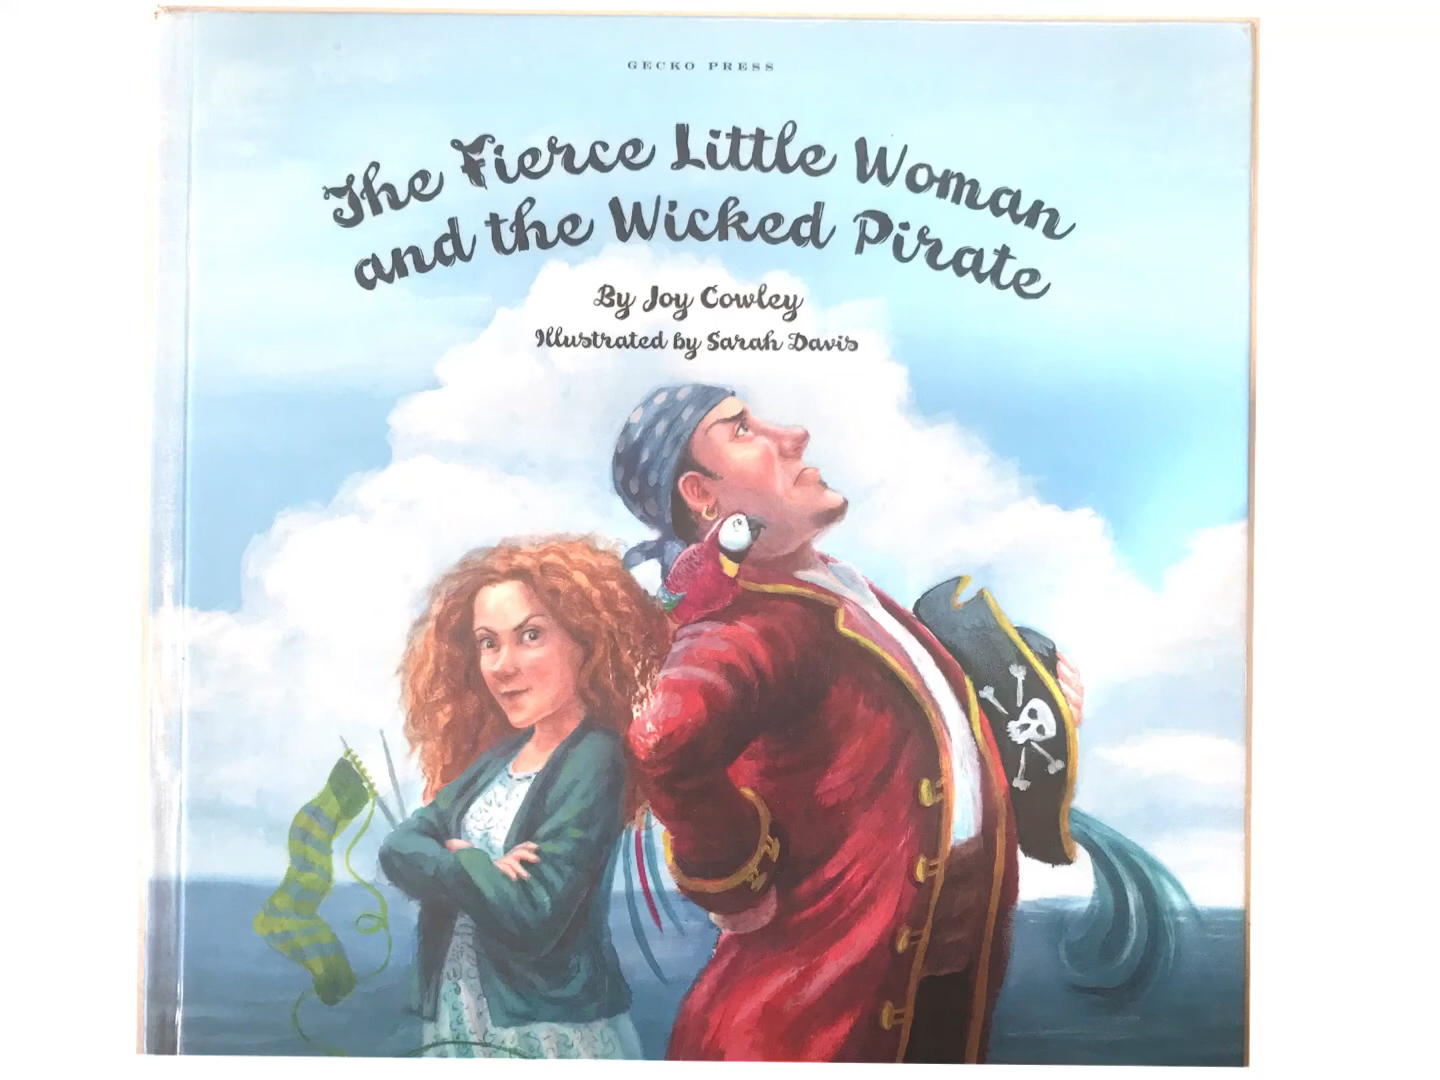 GECKO PRESS
The Fierce Little Woman
and the Wicked Pirate
By Joy Cowley
Illustrated by Sarah Davis